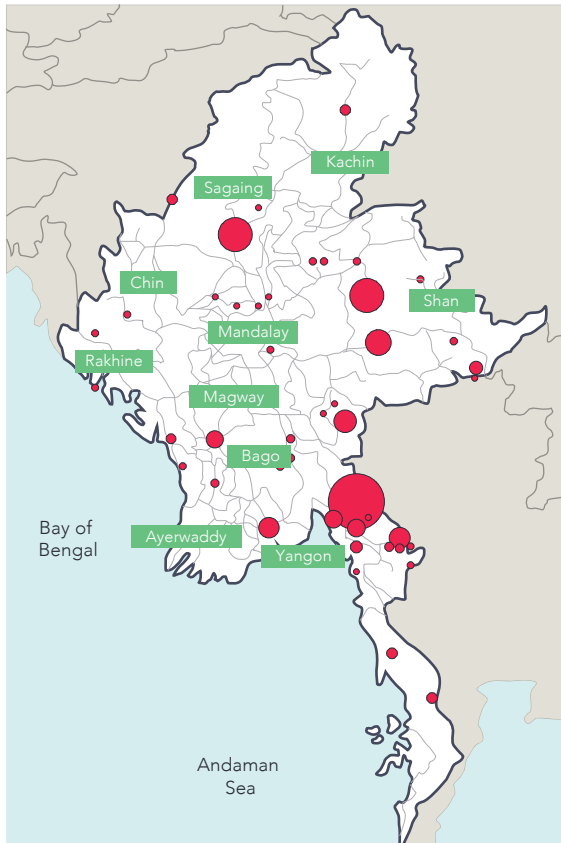 Kachin
Sagaing
Chin
Shan
Mandalay
Rakhine
Magway
Bago
Bay of
Bengal
Ayerwaddy
Yangon
Andaman
Sea